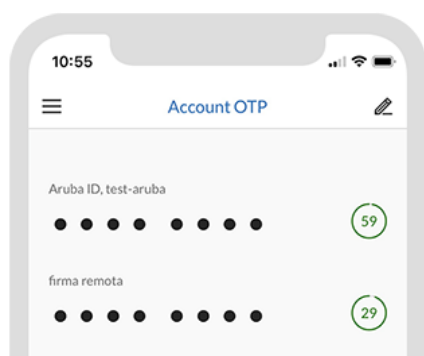 10:55
Account OTP
Aruba ID, test-aruba
●●●● ●●●● 59
firma remota
●●●● ●●●● 29